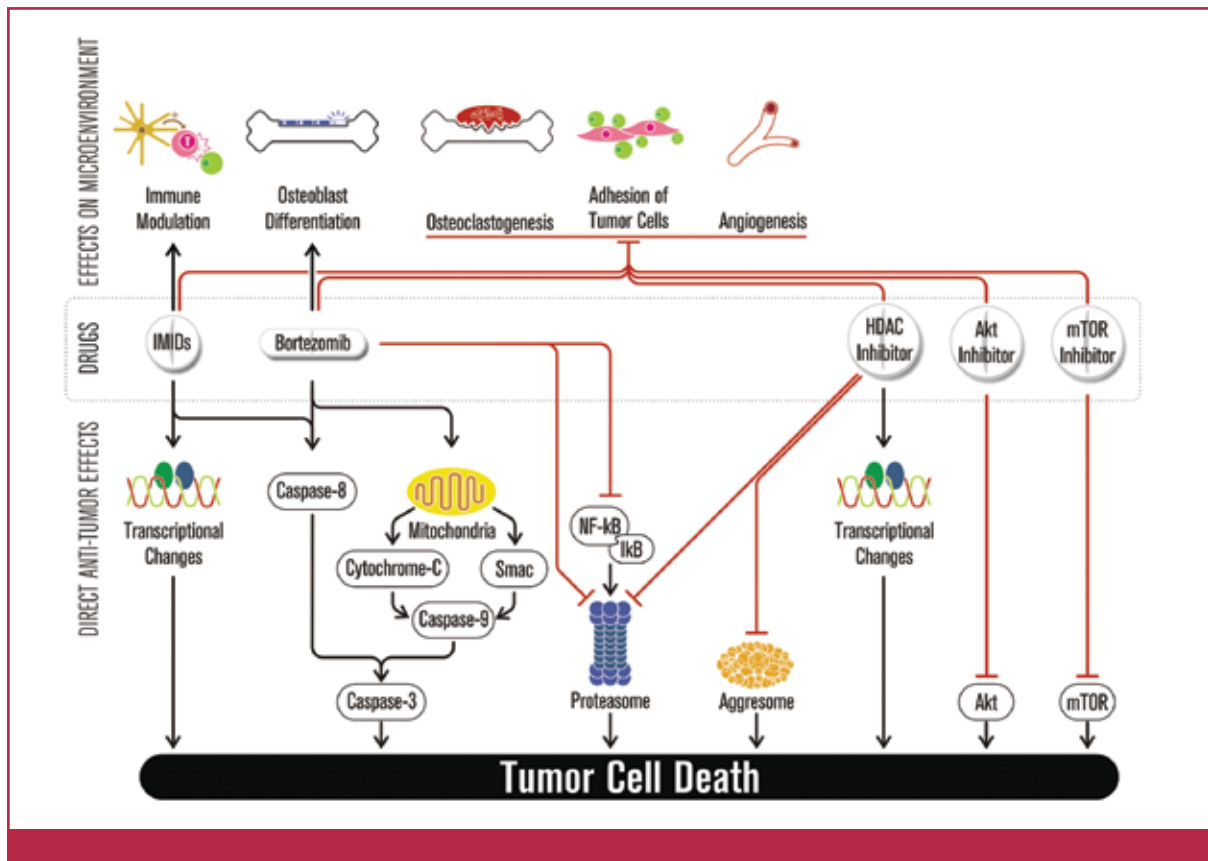 EFFECTS ON MICROENVIRONMENT
T
Immune
Modulation
Osteoblast
Differentiation
Osteoclastogenesis
Adhesion of
Tumor Cells
Angiogenesis
DRUGS
IMIDs
Bortezomib
HDAC
Inhibitor
Akt
Inhibitor
mTOR
Inhibitor
DIRECT ANTI-TUMOR EFFECTS
Transcriptional
Changes
Caspase-8
Mitochondria
Cytochrome-C
Smac
Caspase-9
Caspase-3
NF-kB
IkB
Proteasome
Aggresome
Transcriptional
Changes
Akt
mTOR
Tumor Cell Death